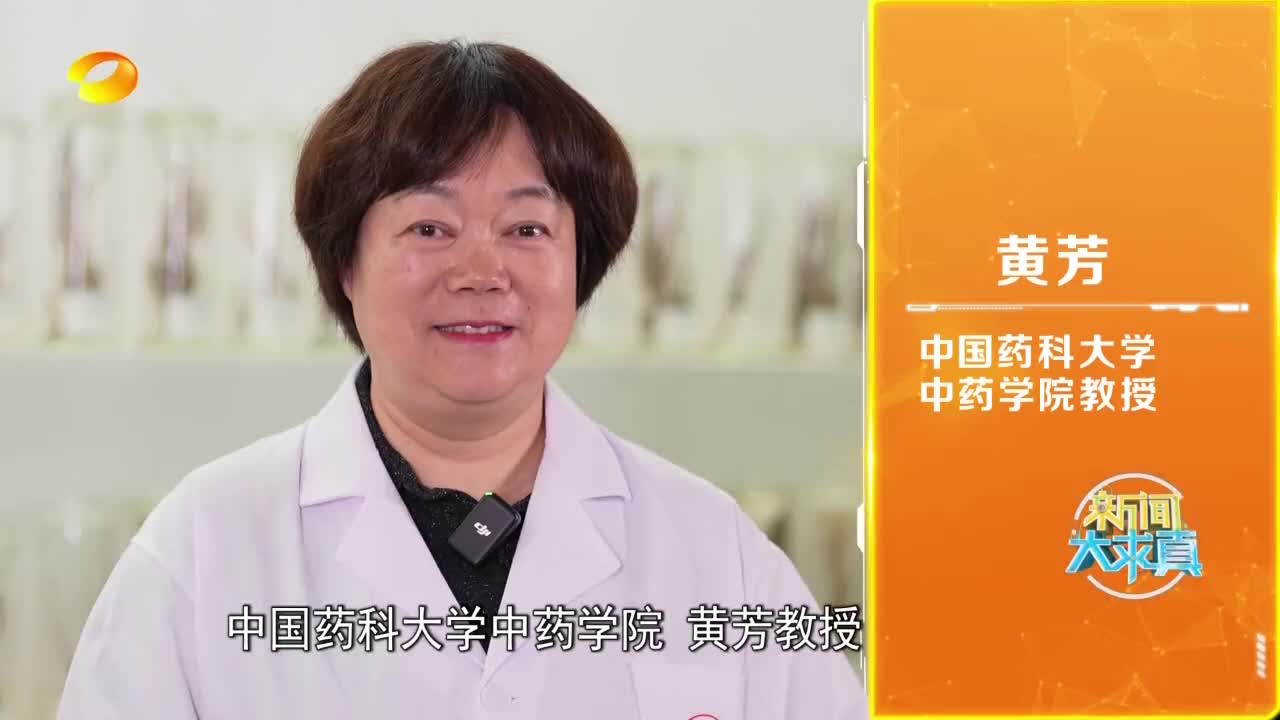 黄芳
中国药科大学
中药学院教授
新闻
大求真
dji
中国药科大学中药学院 黄芳教授